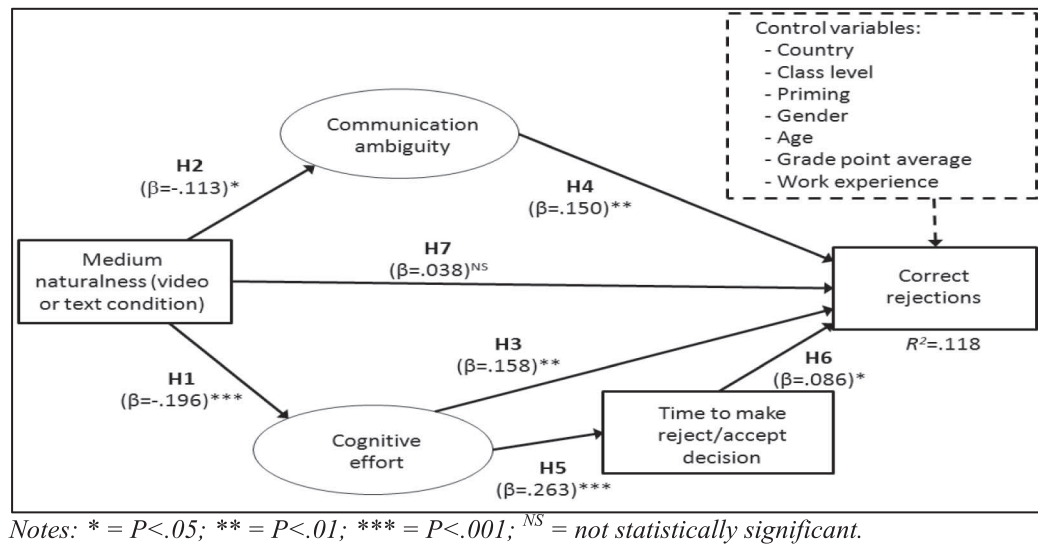 Control variables:
- Country
- Class level
- Priming
- Gender
- Age
- Grade point average
- Work experience
Communication
ambiguity
H2
(β=-.113)*
H4
(β=.150)**
Medium
naturalness (video
or text condition)
H7
(β=.038)NS
Correct
rejections
R²=.118
H3
(β=.158)**
H6
(β=.086)*
H1
(β=-.196)***
Cognitive
effort
Time to make
reject/accept
decision
H5
(β=.263)***
Notes: * = P<.05; ** = P<.01; *** = P<.001; NS = not statistically significant.